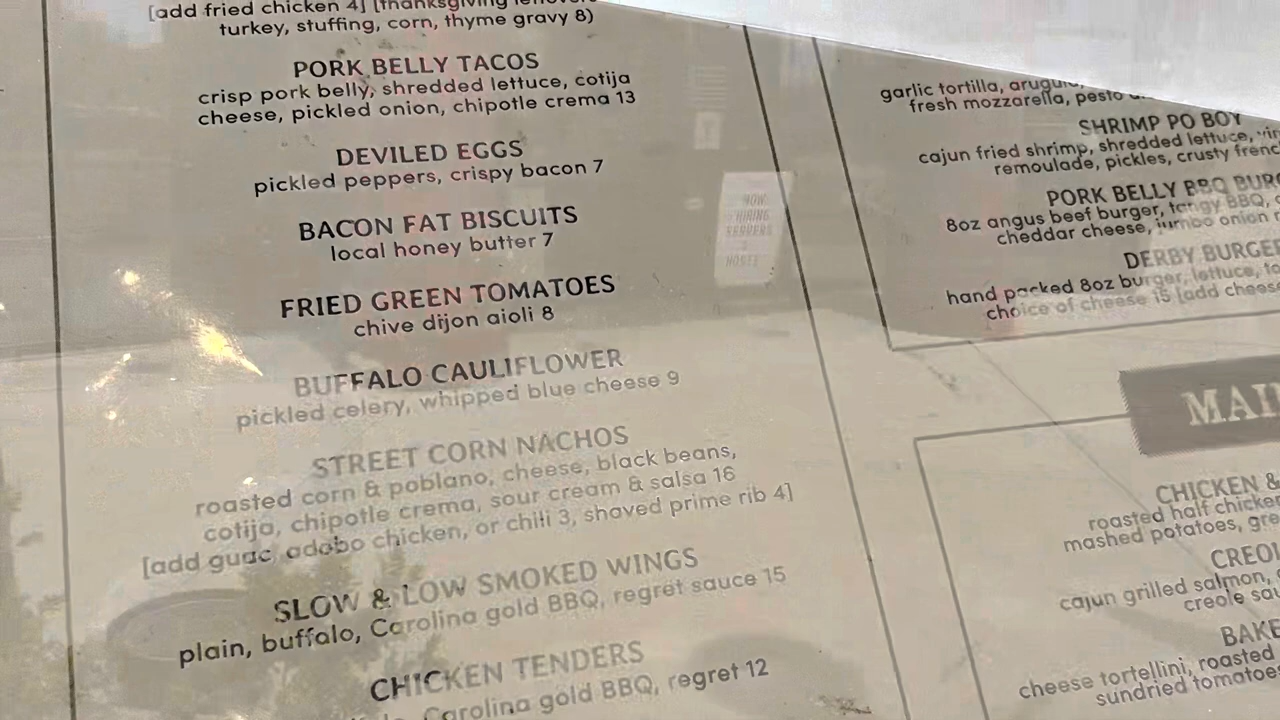 [add fried chicken 4] [thanksgiving
turkey, stuffing, corn, thyme gravy 8)
PORK BELLY TACOS
crisp pork belly, shredded lettuce, cotija
cheese, pickled onion, chipotle crema 13
DEVILED EGGS
pickled peppers, crispy bacon 7
BACON FAT BISCUITS
local honey butter 7
FRIED GREEN TOMATOES
chive dijon aioli 8
BUFFALO CAULIFLOWER
pickled celery, whipped blue cheese 9
STREET CORN NACHOS
roasted corn & poblano, cheese, black beans,
cotija, chipotle crema, sour cream & salsa 16
[add guac, adobo chicken, or chili 3, shaved prime rib 4]
SLOW & LOW SMOKED WINGS
plain, buffalo, Carolina gold BBQ, regret sauce 15
CHICKEN TENDERS
Carolina gold BBQ, regret 12
NOW
HIRING
SERVERS
HOSTS
garlic tortilla,
fresh mozzarella, pesto
SHRIMP PO BOY
cajun fried shrimp, shredded lettuce,
remoulade, pickles, crusty
PORK BELLY BBQ
8oz angus beef burger, tangy BBQ,
cheddar cheese, jumbo onion
DERBY BURGER
hand packed 8oz burger, lettuce,
choice of cheese 15 [add
CHICKEN &
roasted half chicken
mashed potatoes,
cajun grilled salmon,
creole
cheese tortellini, roasted
sundried